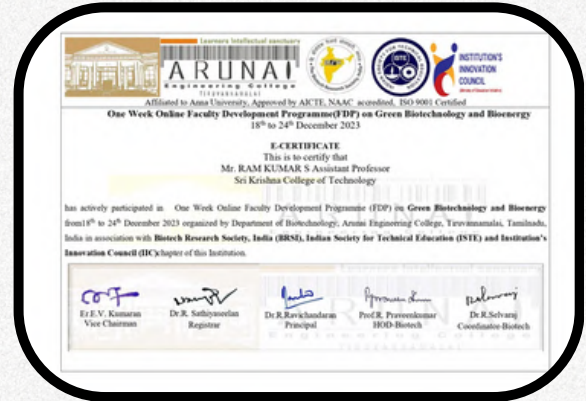 Learners Intellectual sanctuary
ARUNAI
Engineering College
TIRUVANNAMALAI
ISTE
INSTITUTION'S
INNOVATION
COUNCIL
Affiliated to Anna University, Approved by AICTE, NAAC accredited, ISO 9001 Certified
One Week Online Faculty Development Programme(FDP) on Green Biotechnology and Bioenergy
18th to 24th December 2023
E-CERTIFICATE
This is to certify that
Mr. RAM KUMAR S Assistant Professor
Sri Krishna College of Technology
has actively participated in One Week Online Faculty Development Programme (FDP) on Green Biotechnology and Bioenergy
from18th to 24th December 2023 organized by Department of Biotechnology, Arunai Engineering College, Tiruvannamalai, Tamilnadu,
India in association with Biotech Research Society, India (BRSI), Indian Society for Technical Education (ISTE) and Institution's
Innovation Council (IIC)chapter of this Institution.
Er.E.V. Kumaran
Vice Chairman
Dr.R. Sathiyaseelan
Registrar
Dr.R.Ravichandaran
Principal
Prof.R. Praveenkumar
HOD-Biotech
Dr.R.Selvaraj
Coordinator-Biotech